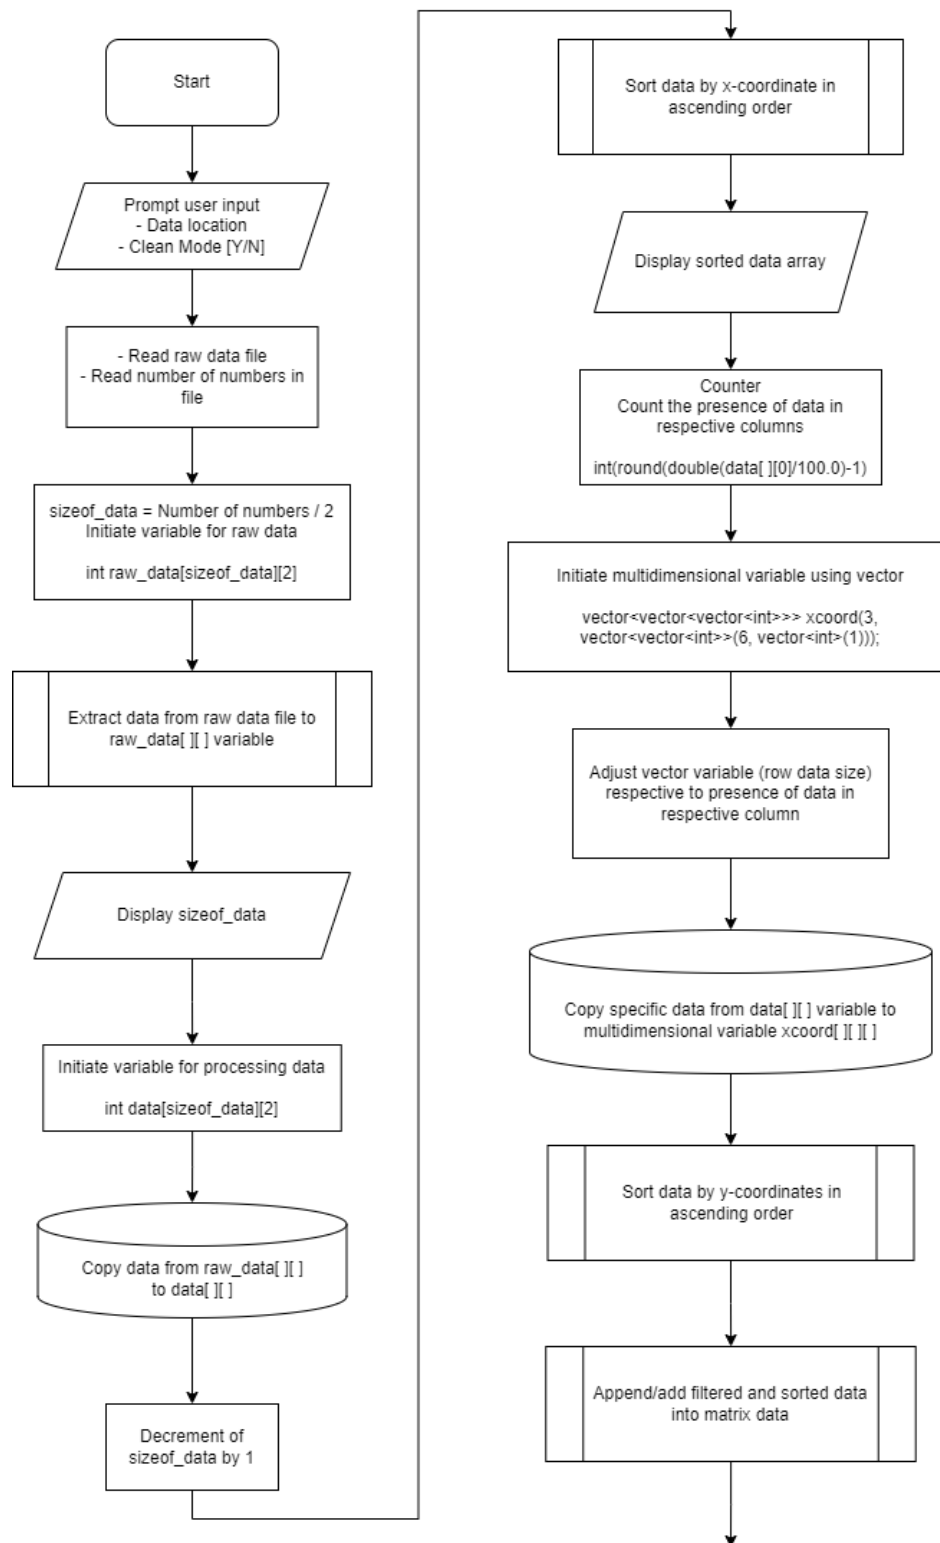 Start
Prompt user input
- Data location
- Clean Mode [Y/N]
- Read raw data file
- Read number of numbers in
file
sizeof_data = Number of numbers / 2
Initiate variable for raw data
int raw_data[sizeof_data][2]
Extract data from raw data file to
raw_data[ ][ ] variable
Display sizeof_data
Initiate variable for processing data
int data[sizeof_data][2]
Copy data from raw_data[ ][ ]
to data[ ][ ]
Decrement of
sizeof_data by 1
Sort data by x-coordinate in
ascending order
Display sorted data array
Counter
Count the presence of data in
respective columns
int(round(double(data[ ][0]/100.0)-1)
Initiate multidimensional variable using vector
vector<vector<vector<int>>> xcoord(3,
vector<vector<int>>(6, vector<int>(1)));
Adjust vector variable (row data size)
respective to presence of data in
respective column
Copy specific data from data[ ][ ] variable to
multidimensional variable xcoord[ ][ ][ ]
Sort data by y-coordinates in
ascending order
Append/add filtered and sorted data
into matrix data